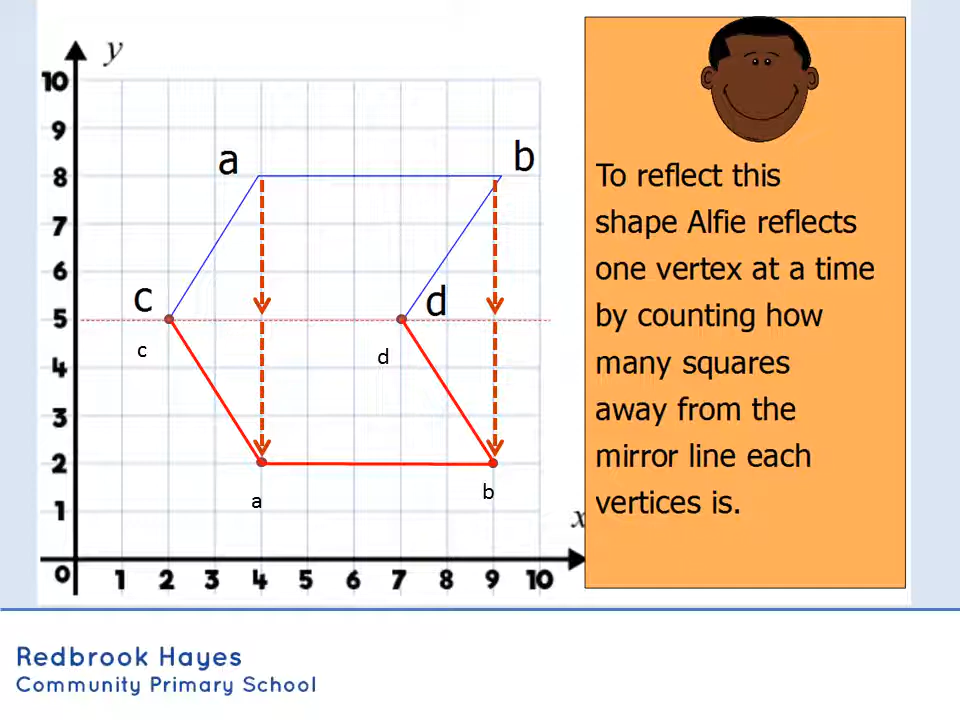 y
10
9
8
7
6
5
4
3
2
1
0
1 2 3 4 5 6 7 8 9 10
x
a
b
c
d
c
d
a
b
To reflect this
shape Alfie reflects
one vertex at a time
by counting how
many squares
away from the
mirror line each
vertices is.
Redbrook Hayes
Community Primary School